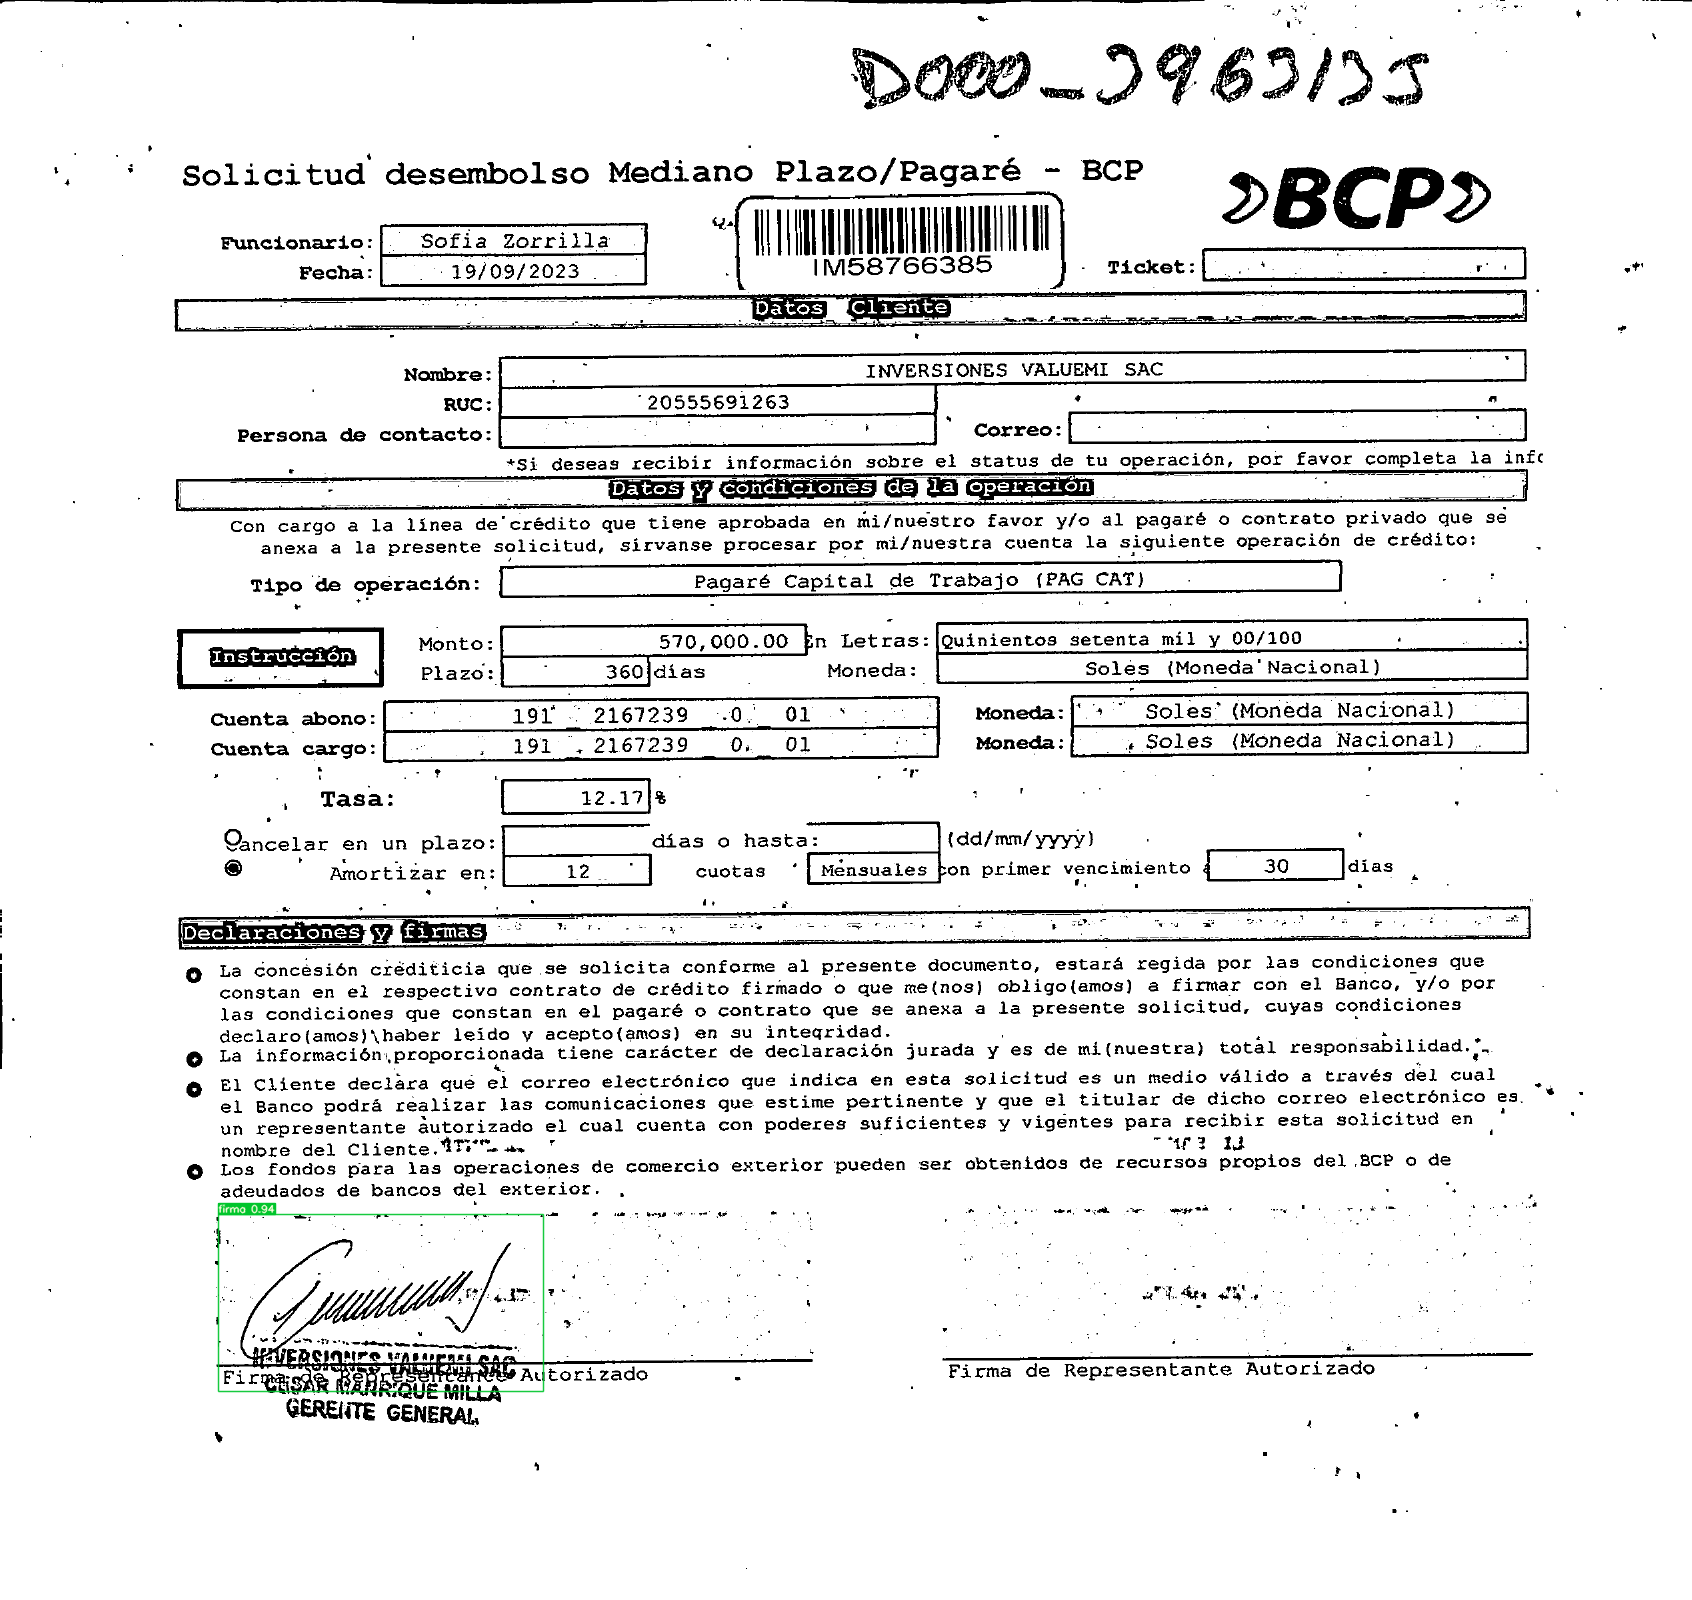 D000-3963135
Solicitud desembolso Mediano Plazo/Pagaré - BCP
»BCP»
Funcionario: Sofia Zorrilla
Fecha: 19/09/2023
IM58766385
Ticket:
Datos Cliente
Nombre: INVERSIONES VALUEMI SAC
RUC: 20555691263
Persona de contacto: Correo:
*Si deseas recibir información sobre el status de tu operación, por favor completa la info
Datos y condiciones de la operación
Con cargo a la línea de crédito que tiene aprobada en mi/nuestro favor y/o al pagaré o contrato privado que se
anexa a la presente solicitud, sírvanse procesar por mi/nuestra cuenta la siguiente operación de crédito:
Tipo de operación: Pagaré Capital de Trabajo (PAG CAT)
Instrucción
Monto: 570,000.00 En Letras: Quinientos setenta mil y 00/100
Plazo: 360 días Moneda: Soles (Moneda Nacional)
Cuenta abono: 191 2167239 0 01 Moneda: Soles (Moneda Nacional)
Cuenta cargo: 191 2167239 0 01 Moneda: Soles (Moneda Nacional)
Tasa: 12.17 %
Cancelar en un plazo: días o hasta: (dd/mm/yyyy)
Amortizar en: 12 cuotas Mensuales con primer vencimiento a 30 días
Declaraciones y firmas
La concesión crediticia que se solicita conforme al presente documento, estará regida por las condiciones que
constan en el respectivo contrato de crédito firmado o que me(nos) obligo(amos) a firmar con el Banco, y/o por
las condiciones que constan en el pagaré o contrato que se anexa a la presente solicitud, cuyas condiciones
declaro(amos) haber leído y acepto(amos) en su integridad.
La información proporcionada tiene carácter de declaración jurada y es de mi(nuestra) total responsabilidad.
El Cliente declara que el correo electrónico que indica en esta solicitud es un medio válido a través del cual
el Banco podrá realizar las comunicaciones que estime pertinente y que el titular de dicho correo electrónico es
un representante autorizado el cual cuenta con poderes suficientes y vigentes para recibir esta solicitud en
nombre del Cliente.
Los fondos para las operaciones de comercio exterior pueden ser obtenidos de recursos propios del BCP o de
adeudados de bancos del exterior.
firma 0.94
INVERSIONES VALUEMI SAC
Firma de Representante Autorizado
CESAR MANRIQUE MILLA
GERENTE GENERAL
Firma de Representante Autorizado